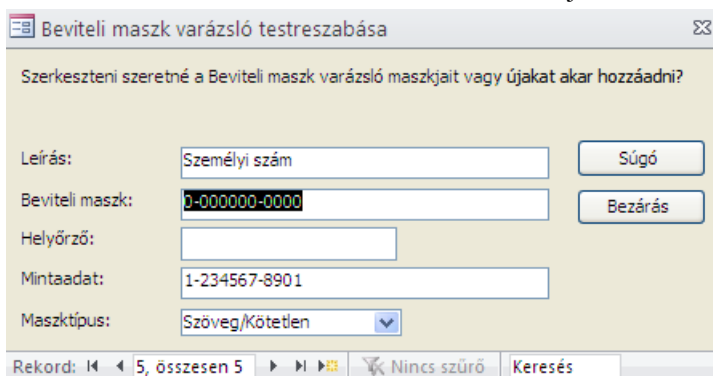 Beviteli maszk varázsló testreszabása
Szerkeszteni szeretné a Beviteli maszk varázsló maszkjait vagy újakat akar hozzáadni?
Leírás: Személyi szám Súgó
Beviteli maszk: 0-000000-0000 Bezárás
Helyőrző:
Mintaadat: 1-234567-8901
Maszktípus: Szöveg/Kötetlen
Rekord: 5, összesen 5 Nincs szűrő Keresés